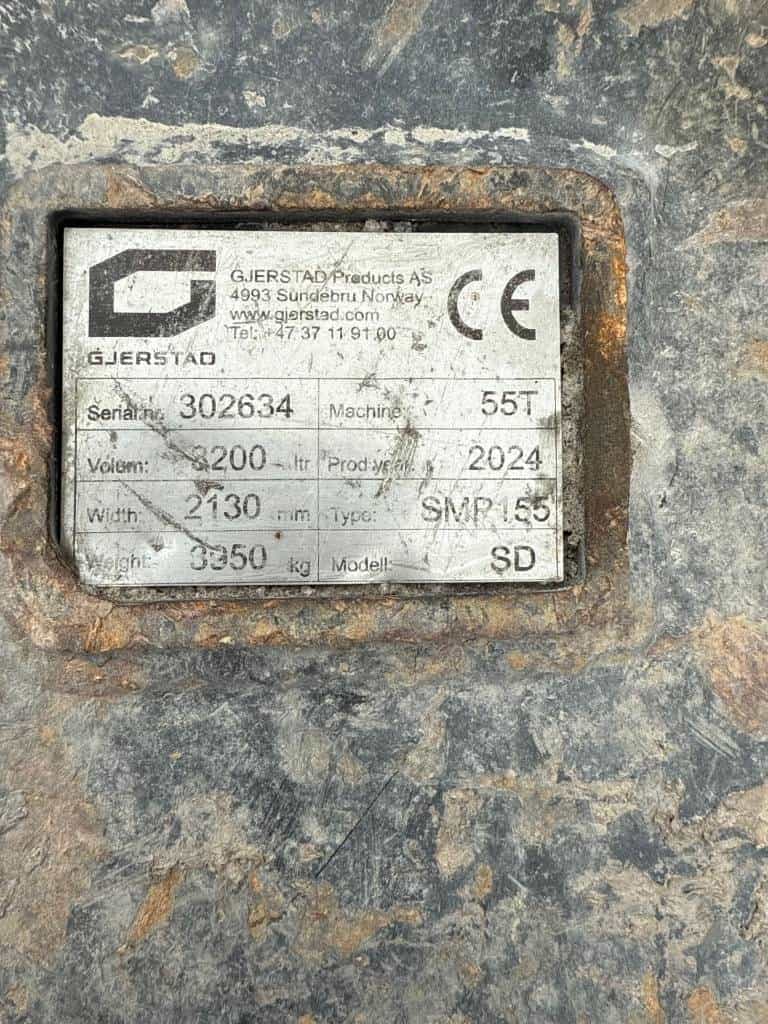 GJERSTAD Products AS
4993 Sundebru Norway
www.gjerstad.com
Tel: +47 37 11 91 00
CE
GJERSTAD
Serial nr. 302634 Machine: 55T
Volum: 3200 ltr Prod.year: 2024
Width: 2130 mm Type: SMP155
Weight: 3950 kg Modell: SD